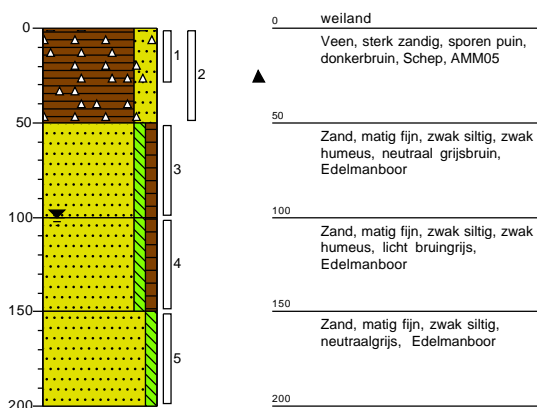 0
50
100
150
200
1
2
3
4
5
0 weiland
Veen, sterk zandig, sporen puin,
donkerbruin, Schep, AMM05
50
Zand, matig fijn, zwak siltig, zwak
humeus, neutraal grijsbruin,
Edelmanboor
100
Zand, matig fijn, zwak siltig, zwak
humeus, licht bruingrijs,
Edelmanboor
150
Zand, matig fijn, zwak siltig,
neutraalgrijs, Edelmanboor
200